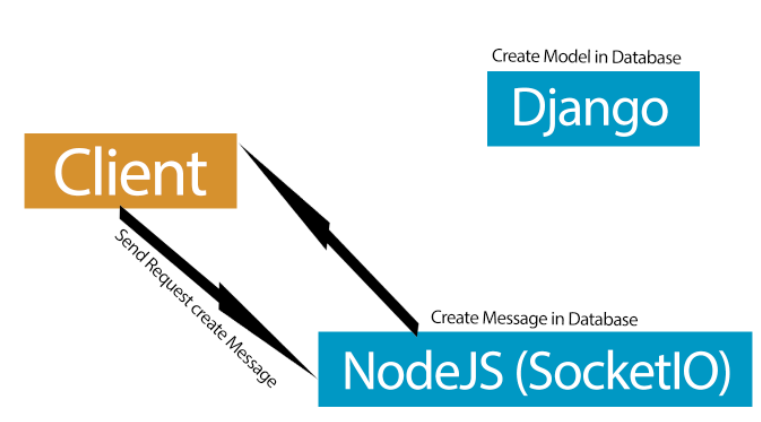 Create Model in Database
Django
Client
Send Request create Message
Create Message in Database
NodeJS (SocketIO)